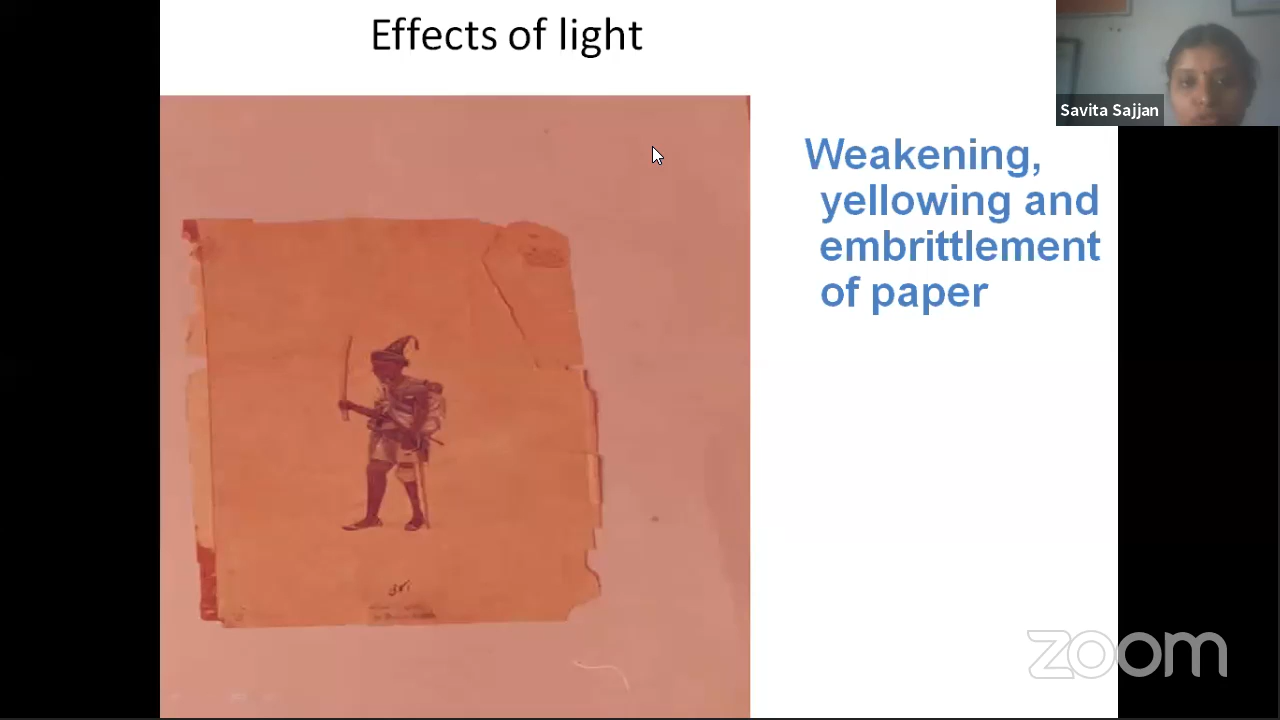 Effects of light
Savita Sajjan
Weakening,
yellowing and
embrittlement
of paper
zoom